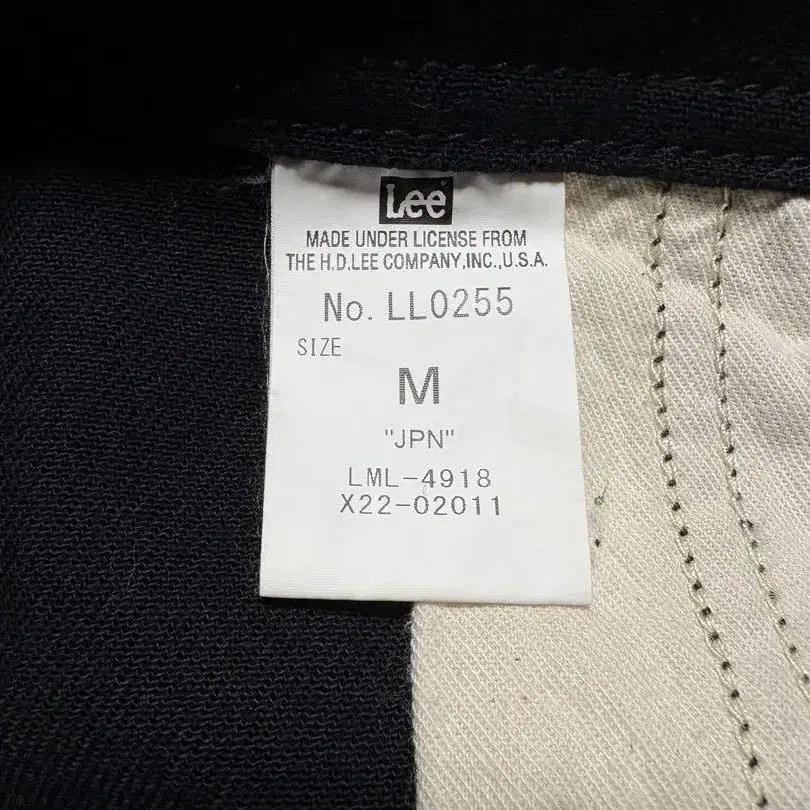 Lee
MADE UNDER LICENSE FROM
THE H.D.LEE COMPANY,INC.,U.S.A.
No. LL0255
SIZE
M
"JPN"
LML-4918
X22-02011